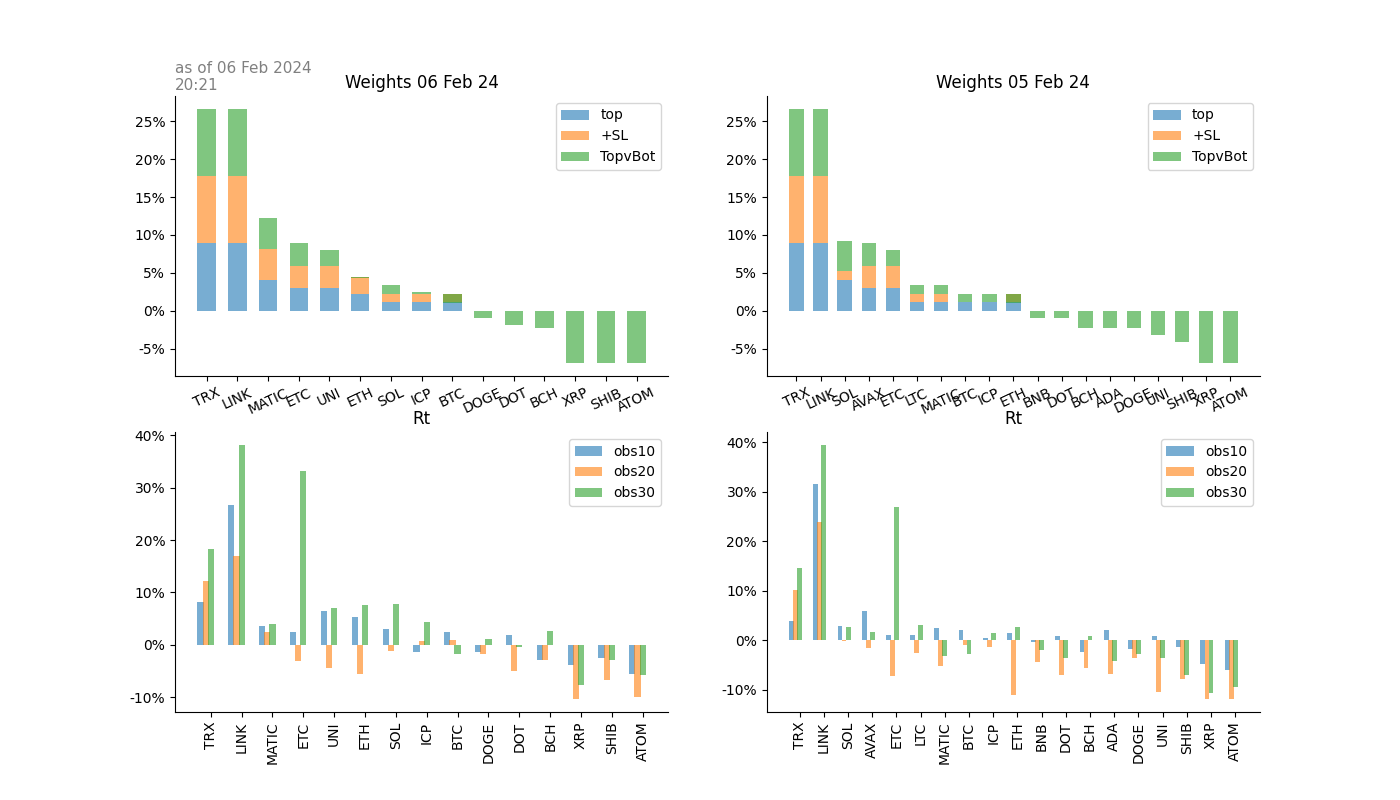 as of 06 Feb 2024
20:21
Weights 06 Feb 24
25%
20%
15%
10%
5%
0%
-5%
top
+SL
TopvBot
TRX LINK MATIC ETC UNI ETH SOL ICP BTC DOGE DOT BCH XRP SHIB ATOM
Weights 05 Feb 24
25%
20%
15%
10%
5%
0%
-5%
top
+SL
TopvBot
TRX LINK SOL AVAX ETC LTC MATIC BTC ICP ETH BNB DOT BCH ADA DOGE UNI SHIB XRP ATOM
Rt
40%
30%
20%
10%
0%
-10%
obs10
obs20
obs30
TRX LINK MATIC ETC UNI ETH SOL ICP BTC DOGE DOT BCH XRP SHIB ATOM
Rt
40%
30%
20%
10%
0%
-10%
obs10
obs20
obs30
TRX LINK SOL AVAX ETC LTC MATIC BTC ICP ETH BNB DOT BCH ADA DOGE UNI SHIB XRP ATOM